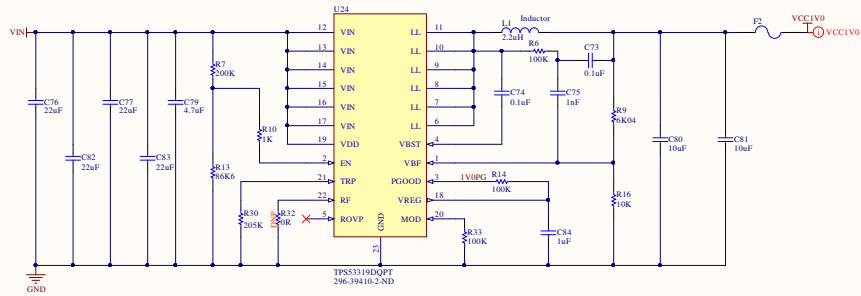 U24
VIN
C76
22uF
C82
22uF
C77
22uF
C83
22uF
C79
4.7uF
R7
200K
R13
86K6
R10
1K
R30
205K
R32
0R
DNP
12 VIN
13 VIN
14 VIN
15 VIN
16 VIN
17 VIN
19 VDD
2 EN
21 TRP
22 RF
5 ROVP
GND
23
LL 11
LL 10
LL 9
LL 8
LL 7
LL 6
VBST 4
VBF 1
PGOOD 3
VREG 18
MOD 20
TPS53319DQPT
296-39410-2-ND
L1
Inductor
2.2uH
R6
100K
C73
0.1uF
C74
0.1uF
C75
1nF
1V0PG
R14
100K
R33
100K
C84
1uF
R9
6K04
R16
10K
C80
10uF
C81
10uF
F2
VCC1V0
VCC1V0
GND